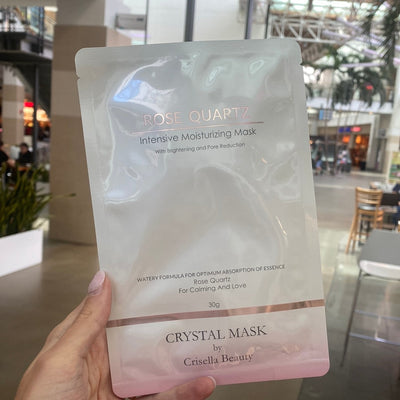 ROSE QUARTZ
Intensive Moisturizing Mask
With Brightening and Pore Reduction
WATERY FORMULA FOR OPTIMUM ABSORPTION OF ESSENCE
Rose Quartz
For Calming And Love
30g
CRYSTAL MASK
by
Crisella Beauty